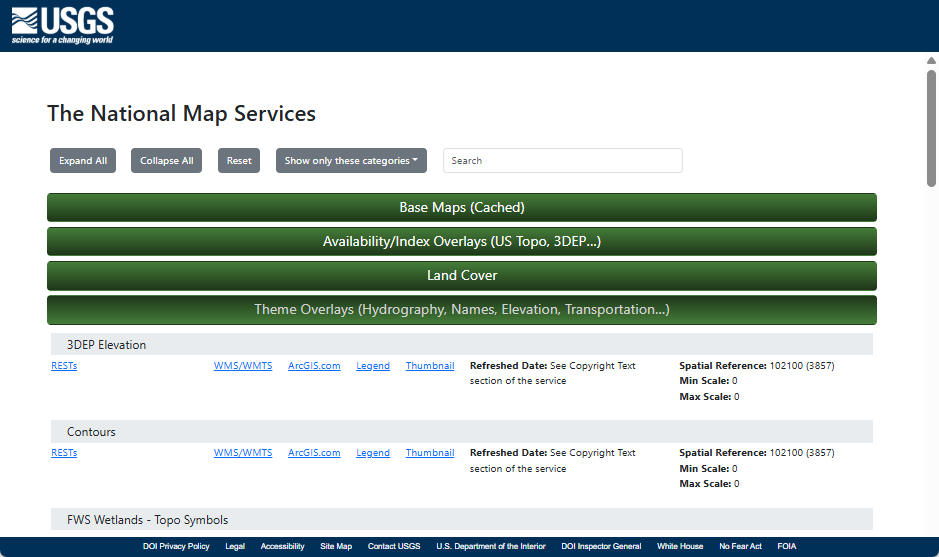 USGS
science for a changing world
The National Map Services
Expand All Collapse All Reset Show only these categories Search
Base Maps (Cached)
Availability/Index Overlays (US Topo, 3DEP...)
Land Cover
Theme Overlays (Hydrography, Names, Elevation, Transportation...)
3DEP Elevation
RESTs WMS/WMTS ArcGIS.com Legend Thumbnail Refreshed Date: See Copyright Text Spatial Reference: 102100 (3857)
section of the service Min Scale: 0
Max Scale: 0
Contours
RESTs WMS/WMTS ArcGIS.com Legend Thumbnail Refreshed Date: See Copyright Text Spatial Reference: 102100 (3857)
section of the service Min Scale: 0
Max Scale: 0
FWS Wetlands - Topo Symbols
DOI Privacy Policy Legal Accessibility Site Map Contact USGS U.S. Department of the Interior DOI Inspector General White House No Fear Act FOIA